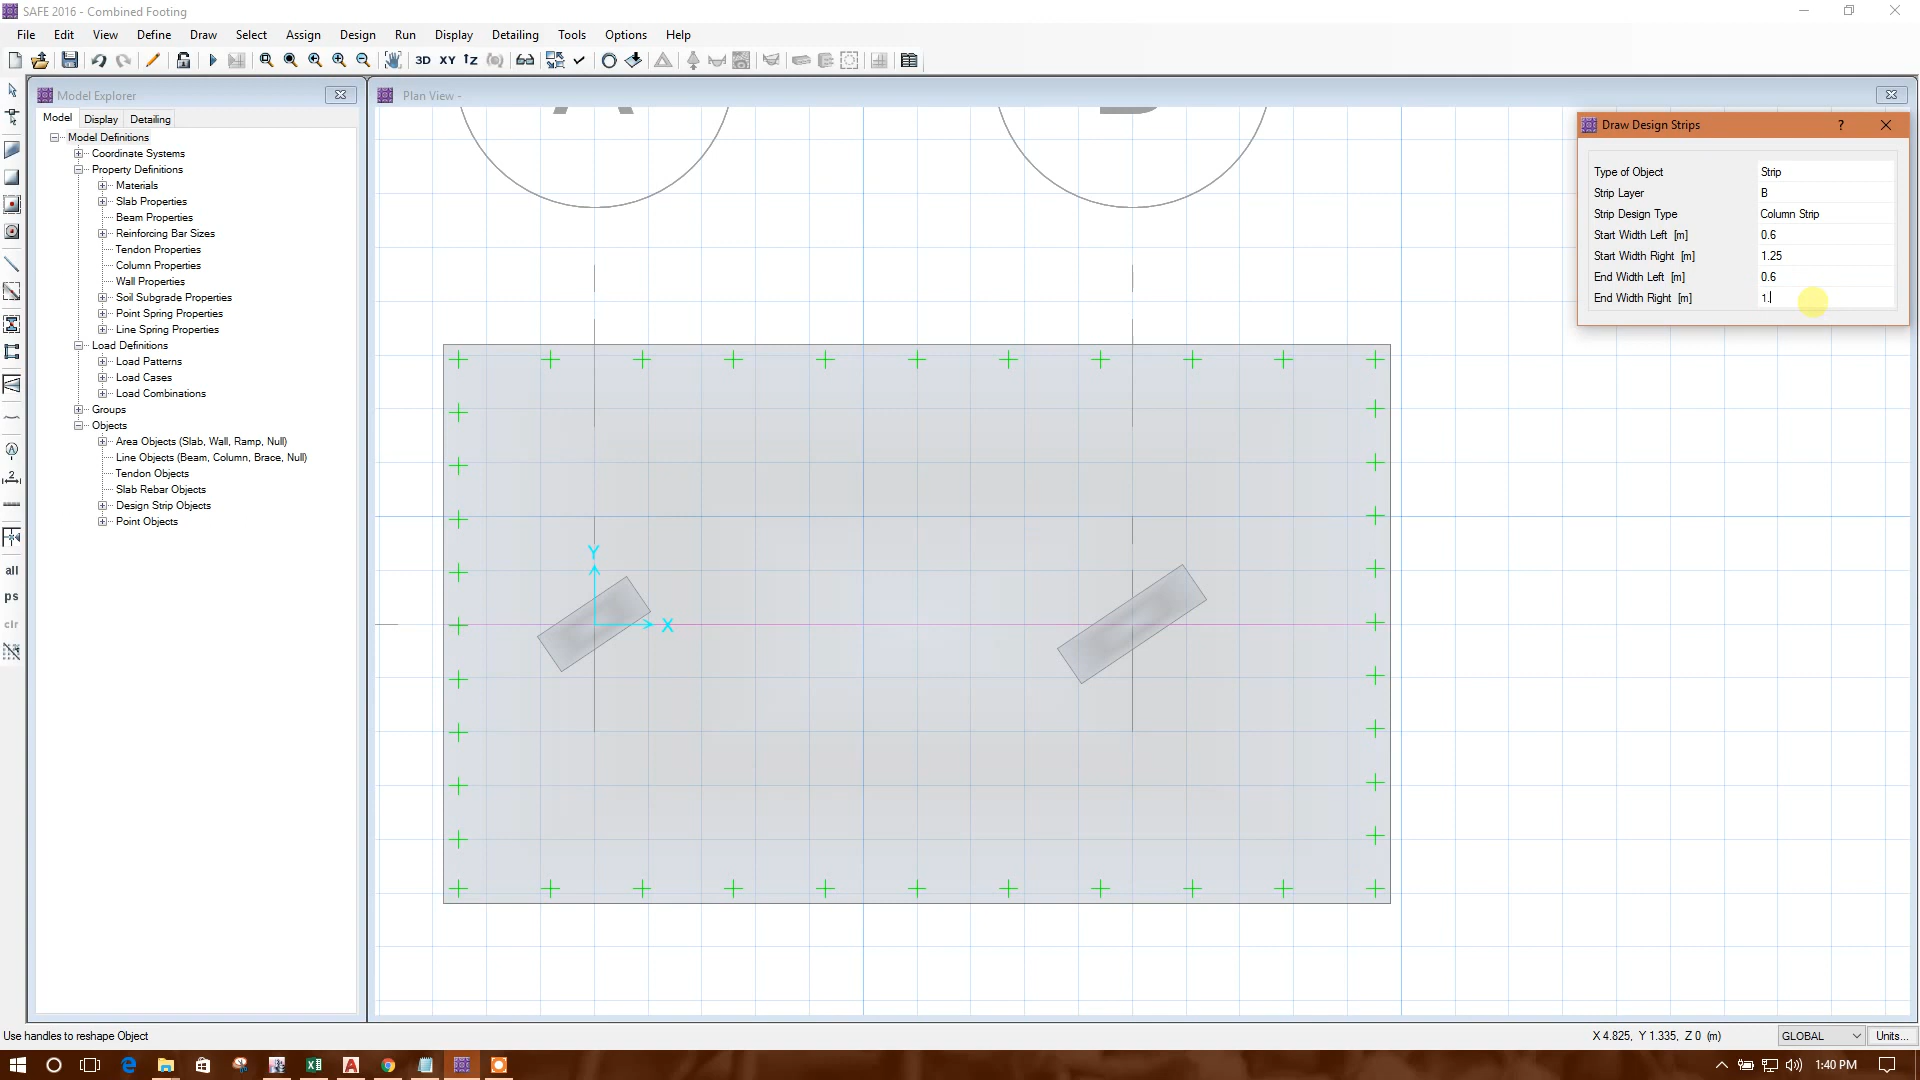 SAFE 2016 - Combined Footing
File Edit View Define Draw Select Assign Design Run Display Detailing Tools Options Help
3D XY
Model Explorer
Plan View -
Model Display Detailing
Model Definitions
Coordinate Systems
Property Definitions
Materials
Slab Properties
Beam Properties
Reinforcing Bar Sizes
Tendon Properties
Column Properties
Wall Properties
Soil Subgrade Properties
Point Spring Properties
Line Spring Properties
Load Definitions
Load Patterns
Load Cases
Load Combinations
Groups
Objects
Area Objects (Slab, Wall, Ramp, Null)
Line Objects (Beam, Column, Brace, Null)
Tendon Objects
Slab Rebar Objects
Design Strip Objects
Point Objects
all
ps
clr
Y
X
Draw Design Strips ?
Type of Object Strip
Strip Layer B
Strip Design Type Column Strip
Start Width Left [m] 0.6
Start Width Right [m] 1.25
End Width Left [m] 0.6
End Width Right [m] 1.
Use handles to reshape Object
X 4.825, Y 1.335, Z 0 (m)
GLOBAL
Units...
1:40 PM